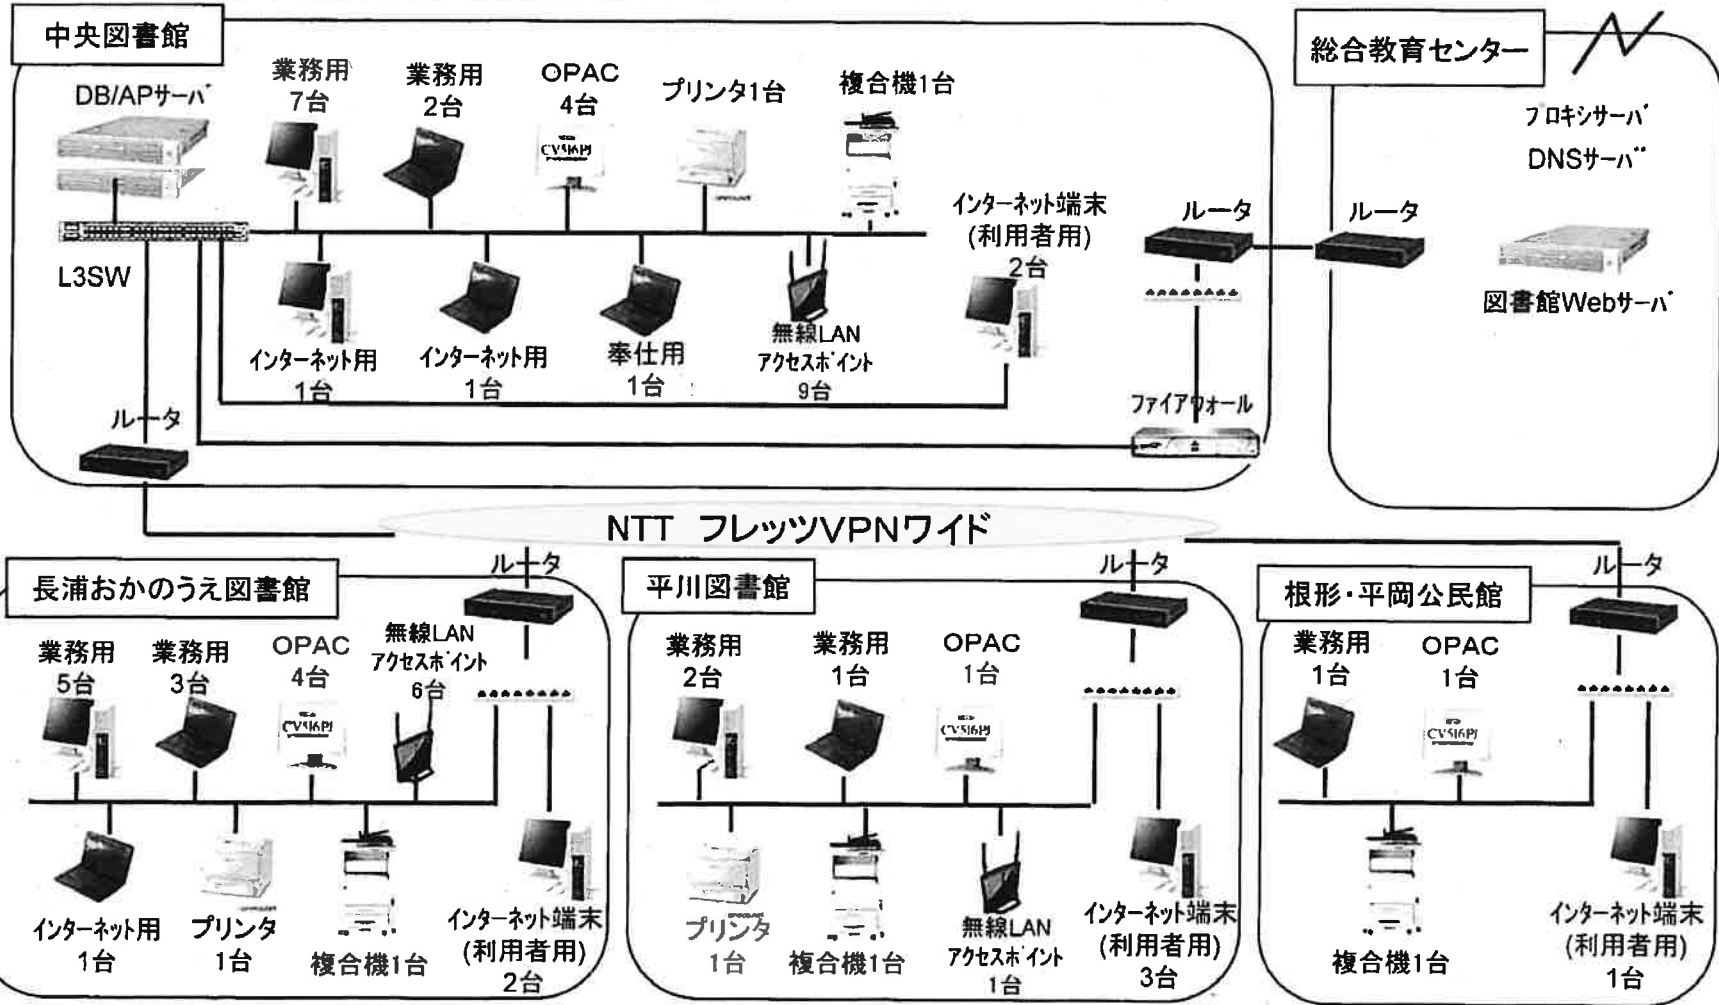 中央図書館
DB/APサーバ
業務用
7台
業務用
2台
OPAC
4台
プリンタ1台
複合機1台
CV516PJ
L3SW
インターネット用
1台
インターネット用
1台
奉仕用
1台
無線LAN
アクセスポイント
9台
インターネット端末
(利用者用)
2台
ルータ
ファイアウォール
ルータ
総合教育センター
プロキシサーバ
DNSサーバ
ルータ
図書館Webサーバ
NTT フレッツVPNワイド
長浦おかのうえ図書館
ルータ
業務用
5台
業務用
3台
OPAC
4台
無線LAN
アクセスポイント
6台
CV516PJ
インターネット用
1台
プリンタ
1台
複合機1台
インターネット端末
(利用者用)
2台
平川図書館
ルータ
業務用
2台
業務用
1台
OPAC
1台
CV516PJ
プリンタ
1台
複合機1台
無線LAN
アクセスポイント
1台
インターネット端末
(利用者用)
3台
根形・平岡公民館
ルータ
業務用
1台
OPAC
1台
CV516PJ
複合機1台
インターネット端末
(利用者用)
1台